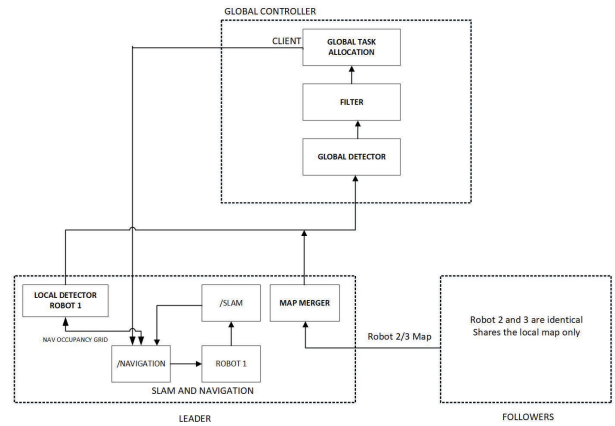 GLOBAL CONTROLLER
CLIENT
GLOBAL TASK
ALLOCATION
FILTER
GLOBAL DETECTOR
LOCAL DETECTOR
ROBOT 1
/SLAM
MAP MERGER
NAV OCCUPANCY GRID
/NAVIGATION
ROBOT 1
SLAM AND NAVIGATION
LEADER
Robot 2/3 Map
Robot 2 and 3 are identical
Shares the local map only
FOLLOWERS